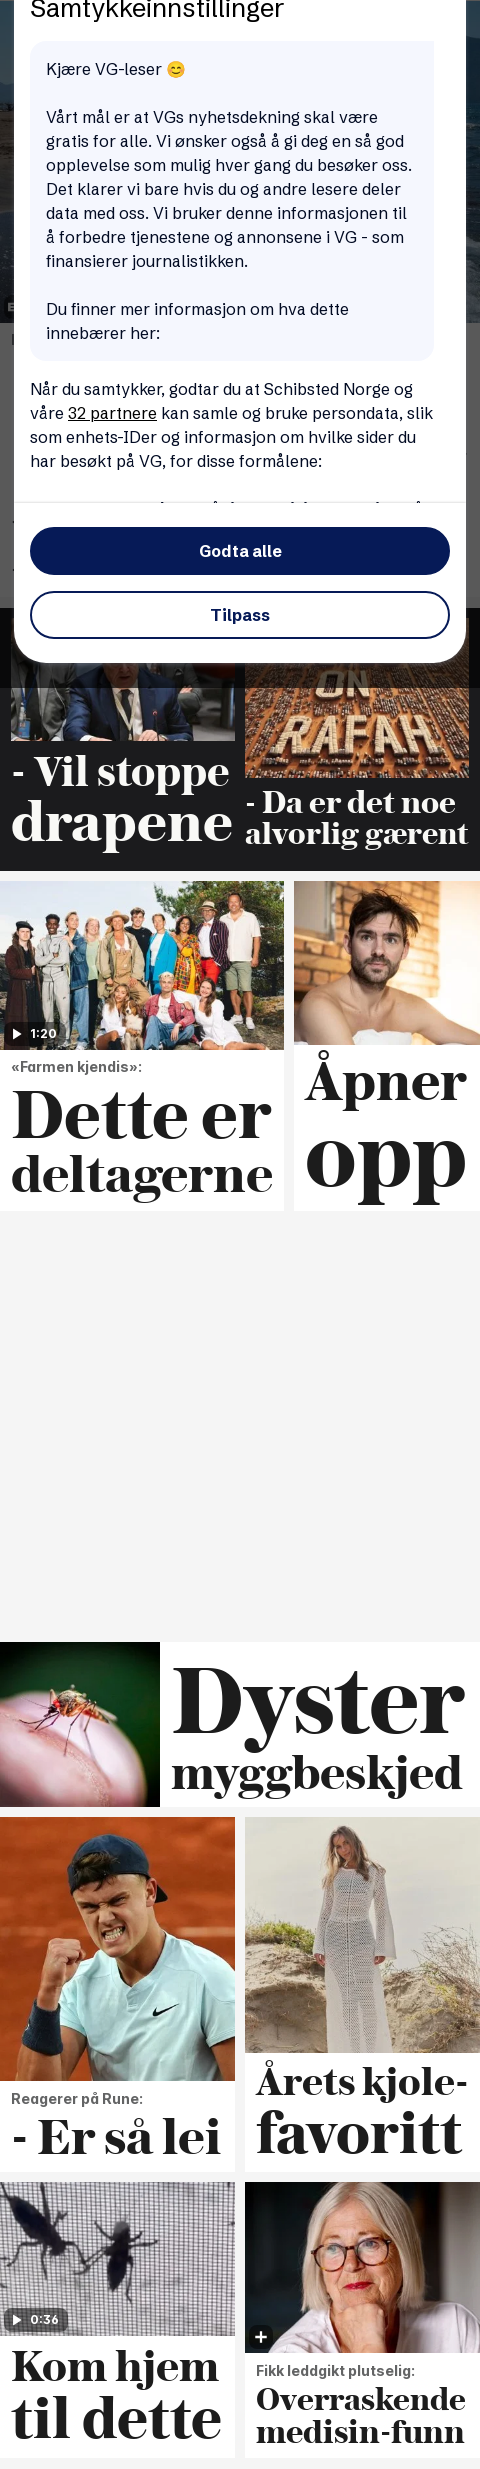 Samtykkeinnstillinger
Kjære VG-leser 😊
Vårt mål er at VGs nyhetsdekning skal være
gratis for alle. Vi ønsker også å gi deg en så god
opplevelse som mulig hver gang du besøker oss.
Det klarer vi bare hvis du og andre lesere deler
data med oss. Vi bruker denne informasjonen til
å forbedre tjenestene og annonsene i VG - som
finansierer journalistikken.
Du finner mer informasjon om hva dette
innebærer her:
Når du samtykker, godtar du at Schibsted Norge og
våre 32 partnere kan samle og bruke persondata, slik
som enhets-IDer og informasjon om hvilke sider du
har besøkt på VG, for disse formålene:
Godta alle
Tilpass
ON
RAFAH
- Vil stoppe
drapene
- Da er det noe
alvorlig gærent
1:20
«Farmen kjendis»:
Dette er
deltagerne
Åpner
opp
Dyster
myggbeskjed
Reagerer på Rune:
- Er så lei
Årets kjole-
favoritt
0:36
Kom hjem
til dette
Fikk leddgikt plutselig:
Overraskende
medisin-funn